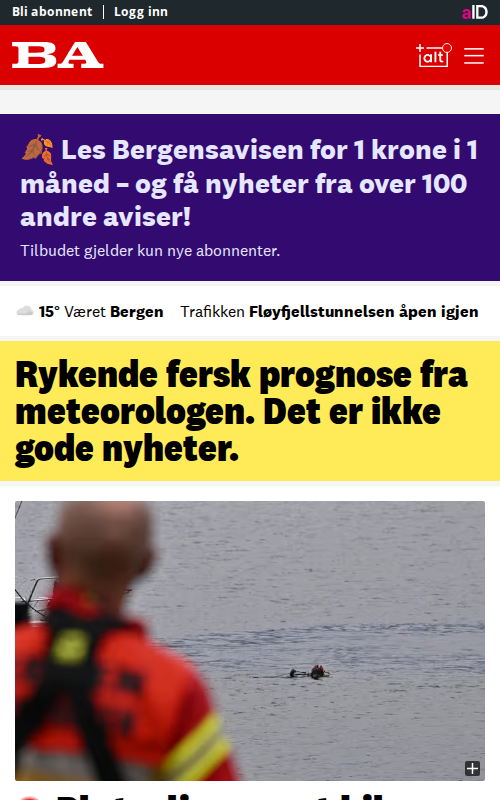 Bli abonnent
Logg inn
aID
BA
alt
Les Bergensavisen for 1 krone i 1
måned – og få nyheter fra over 100
andre aviser!
Tilbudet gjelder kun nye abonnenter.
15° Været Bergen Trafikken Fløyfjellstunnelsen åpen igjen
Rykende fersk prognose fra
meteorologen. Det er ikke
gode nyheter.